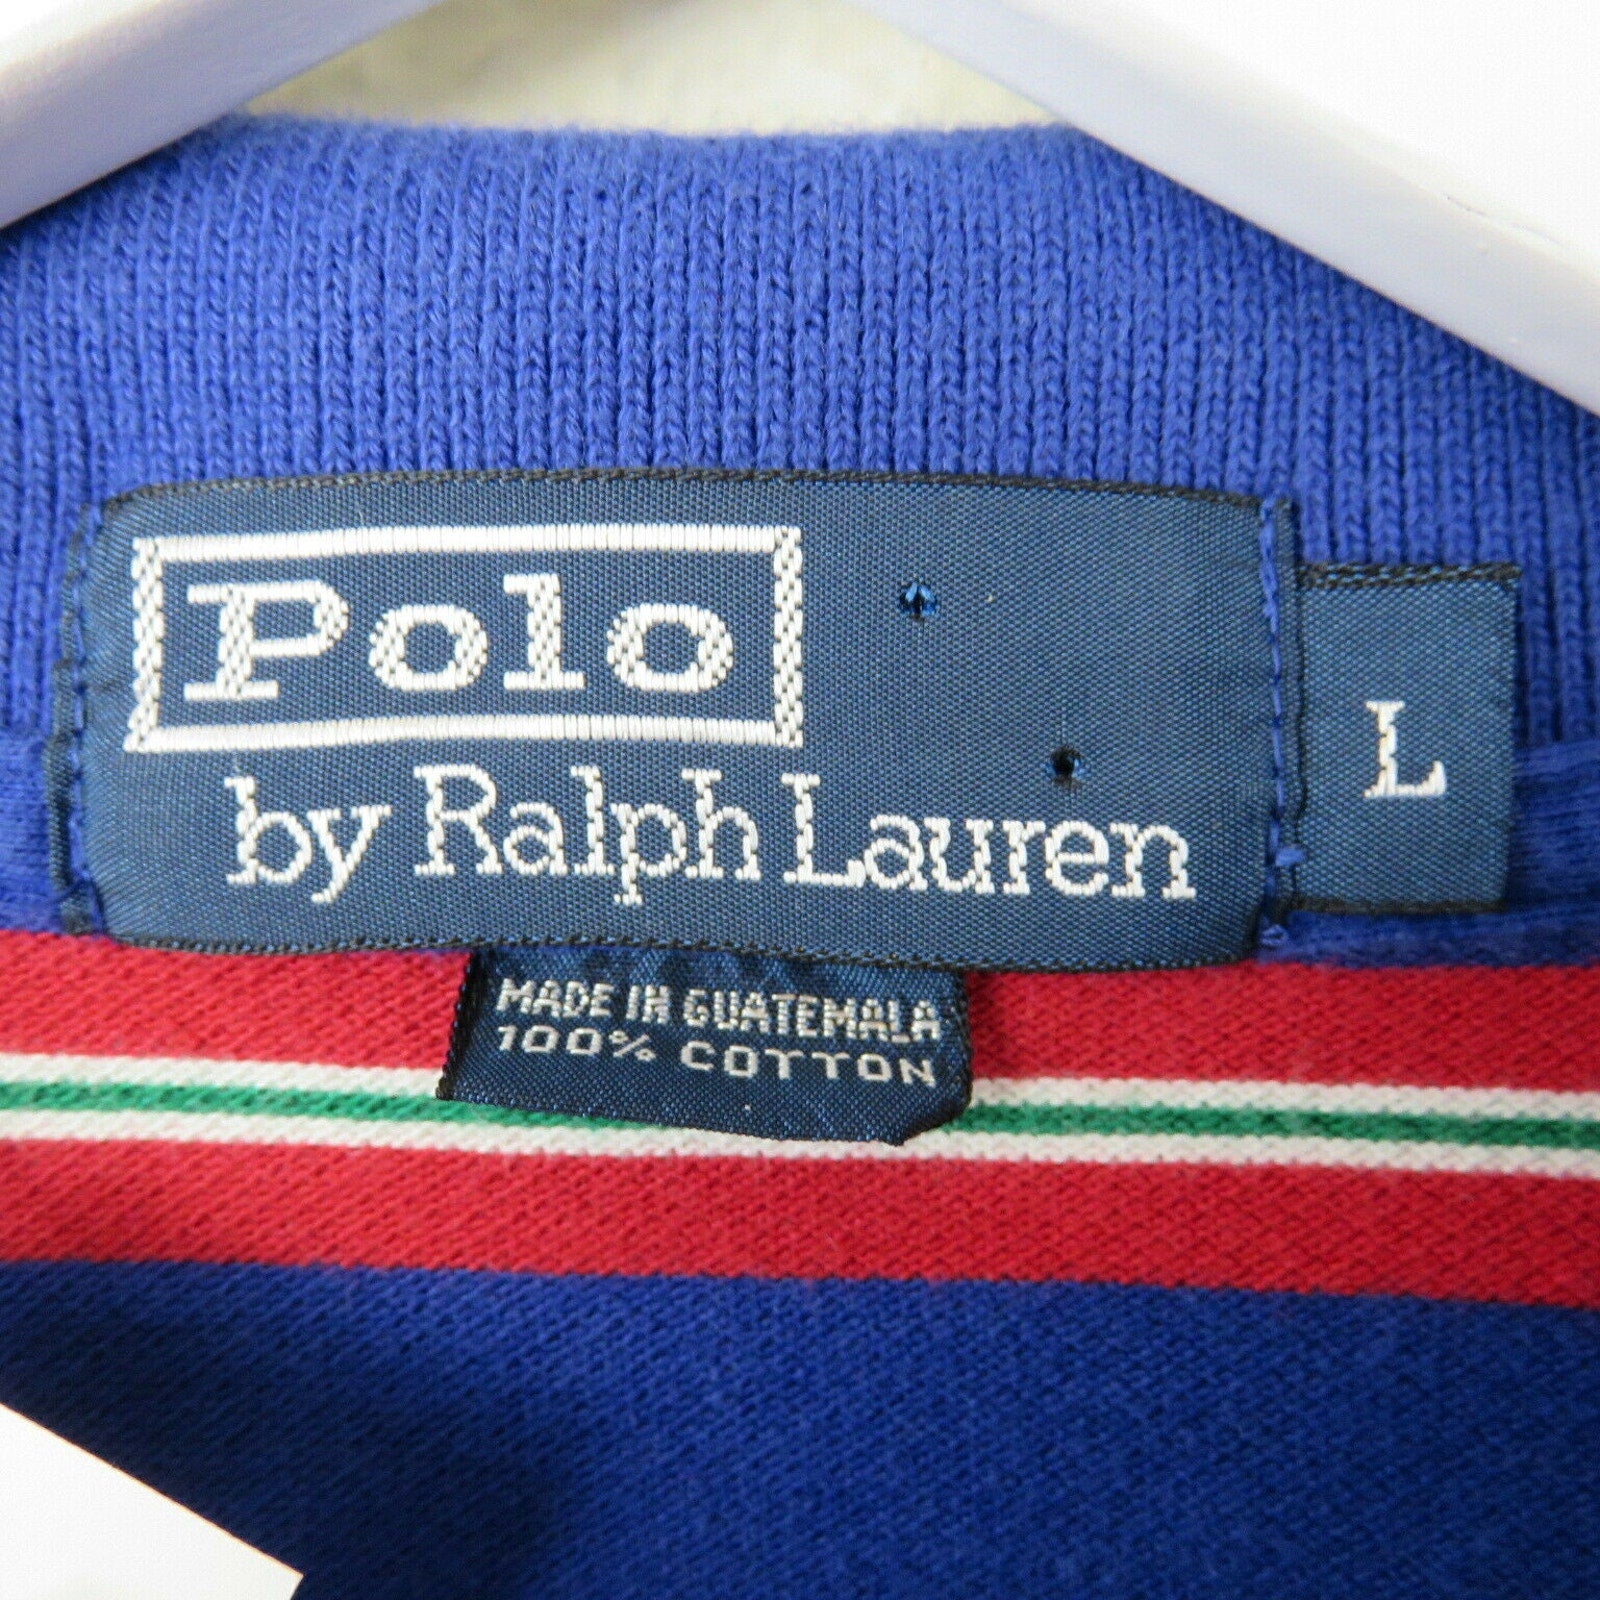 Polo
by Ralph Lauren
L
MADE IN GUATEMALA
100% COTTON